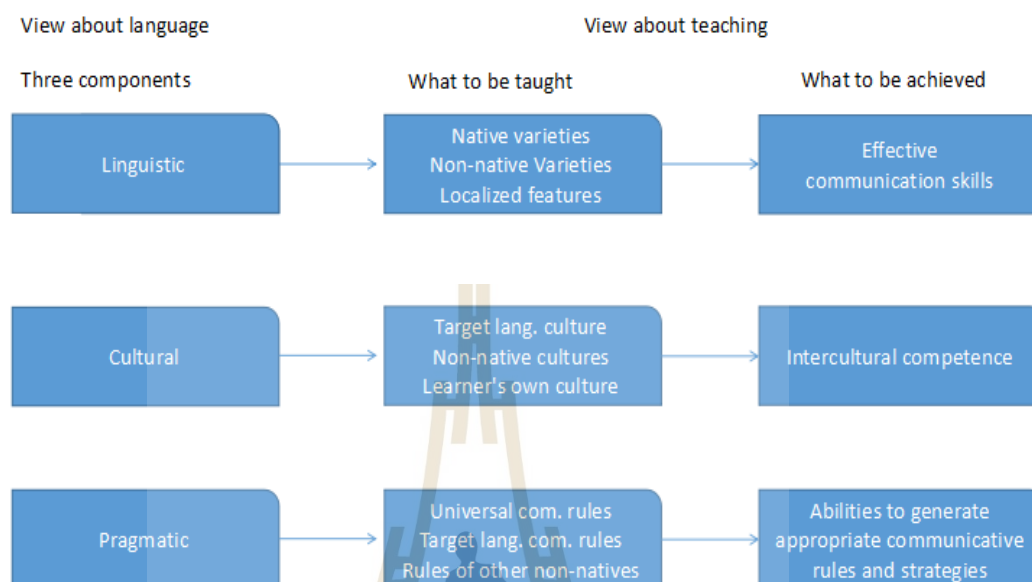 View about language
View about teaching
Three components
What to be taught
What to be achieved
Linguistic
Native varieties
Non-native Varieties
Localized features
Effective
communication skills
Cultural
Target lang. culture
Non-native cultures
Learner's own culture
Intercultural competence
Pragmatic
Universal com. rules
Target lang. com. rules
Rules of other non-natives
Abilities to generate
appropriate communicative
rules and strategies